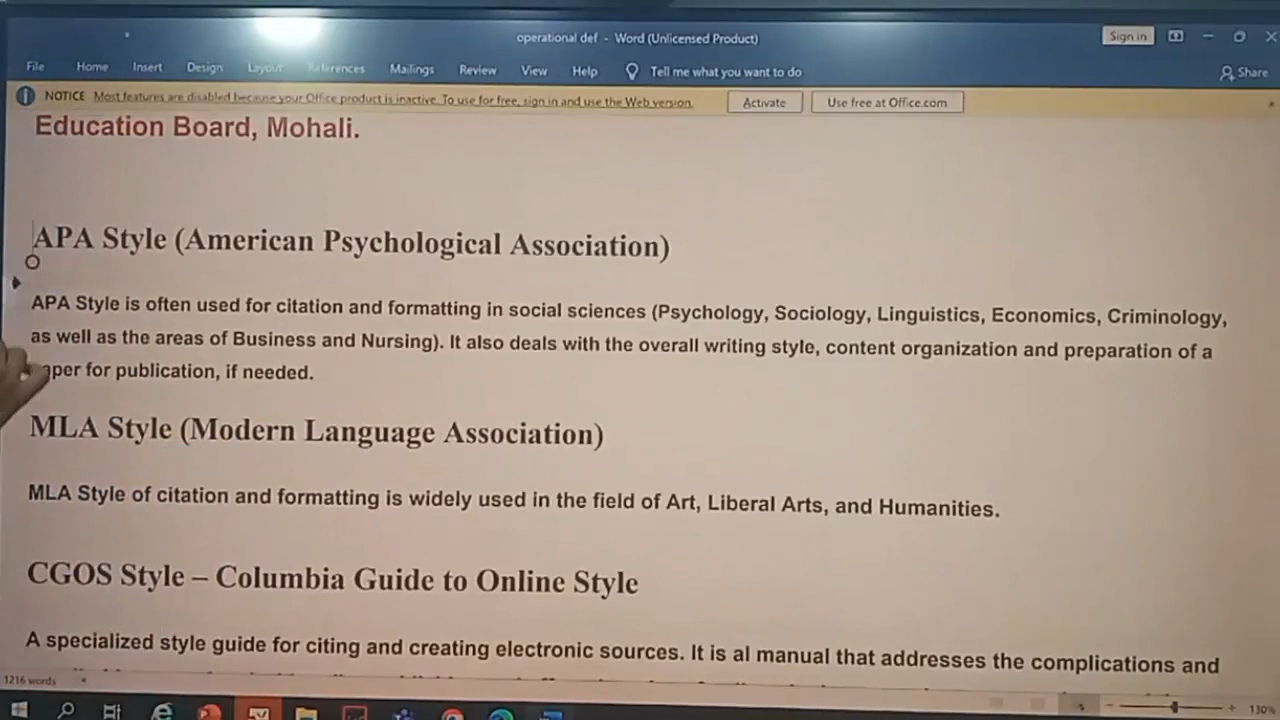 operational def - Word (Unlicensed Product)
Sign in
File Home Insert Design Layout References Mailings Review View Help Tell me what you want to do Share
NOTICE Most features are disabled because your Office product is inactive. To use for free, sign in and use the Web version. Activate Use free at Office.com
Education Board, Mohali.
APA Style (American Psychological Association)
APA Style is often used for citation and formatting in social sciences (Psychology, Sociology, Linguistics, Economics, Criminology,
as well as the areas of Business and Nursing). It also deals with the overall writing style, content organization and preparation of a
aper for publication, if needed.
MLA Style (Modern Language Association)
MLA Style of citation and formatting is widely used in the field of Art, Liberal Arts, and Humanities.
CGOS Style – Columbia Guide to Online Style
A specialized style guide for citing and creating electronic sources. It is al manual that addresses the complications and
1216 words
130%